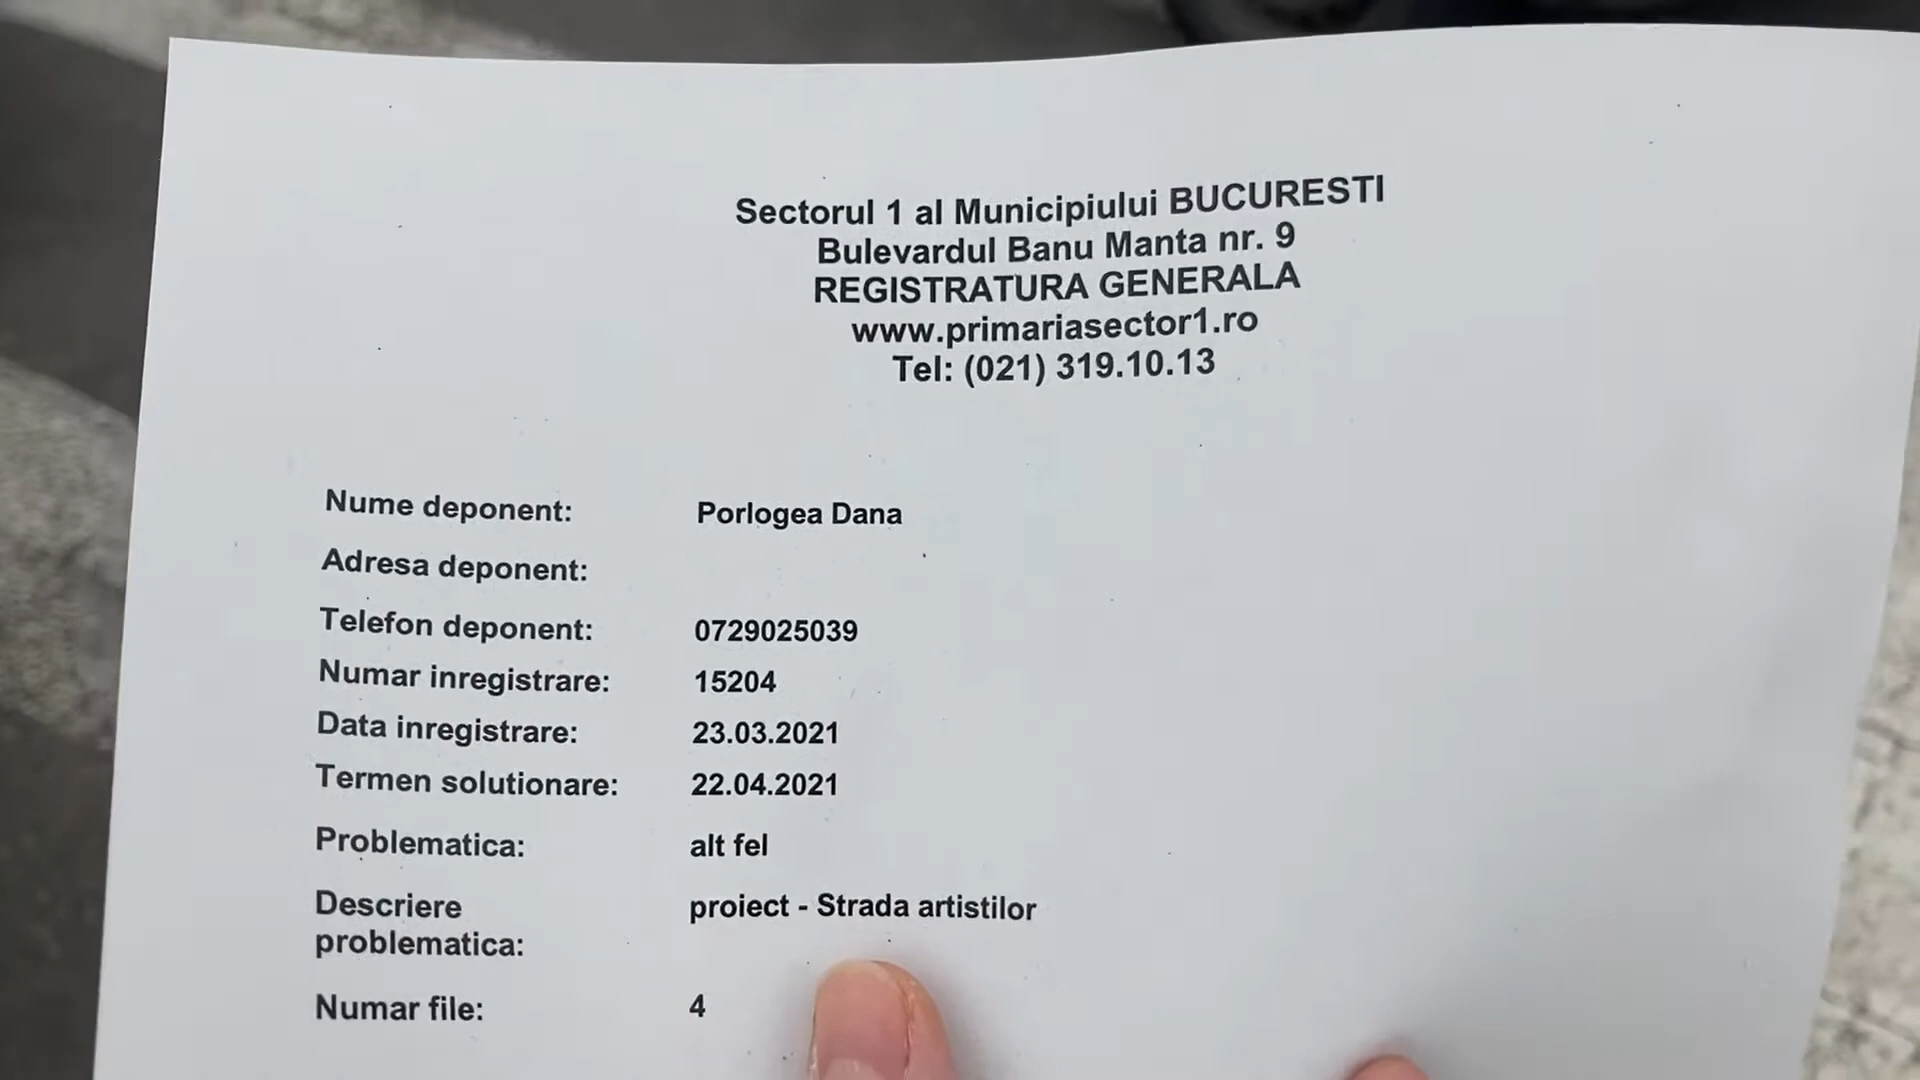 Sectorul 1 al Municipiului BUCURESTI
Bulevardul Banu Manta nr. 9
REGISTRATURA GENERALA
www.primariasector1.ro
Tel: (021) 319.10.13
Nume deponent: Porlogea Dana
Adresa deponent:
Telefon deponent: 0729025039
Numar inregistrare: 15204
Data inregistrare: 23.03.2021
Termen solutionare: 22.04.2021
Problematica: alt fel
Descriere proiect - Strada artistilor
problematica:
Numar file: 4